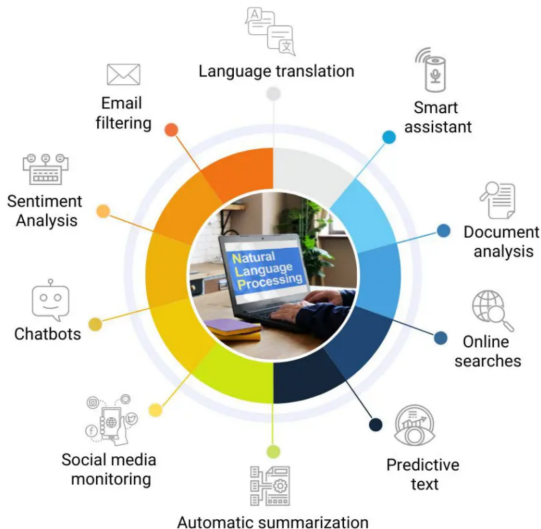 Language translation
Smart
assistant
Document
analysis
Online
searches
Predictive
text
Automatic summarization
Social media
monitoring
Chatbots
Sentiment
Analysis
Email
filtering
Natural
Language
Processing